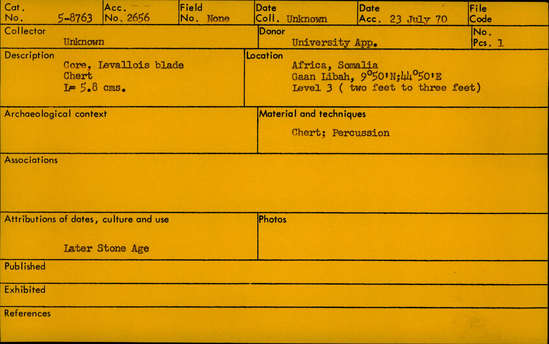 Cat. No. 5-8763 Acc. No. 2656 Field No. None Date Coll. Unknown Date Acc. 23 July 70 File Code
Collector Unknown Donor University App. No. Pcs. 1
Description Core, Levallois blade
Chert
L= 5.8 cms.
Location Africa, Somalia
Gaan Libah, 9°50'N;44°50'E
Level 3 ( two feet to three feet)
Archaeological context
Material and techniques
Chert; Percussion
Associations
Attributions of dates, culture and use
Later Stone Age
Photos
Published
Exhibited
References